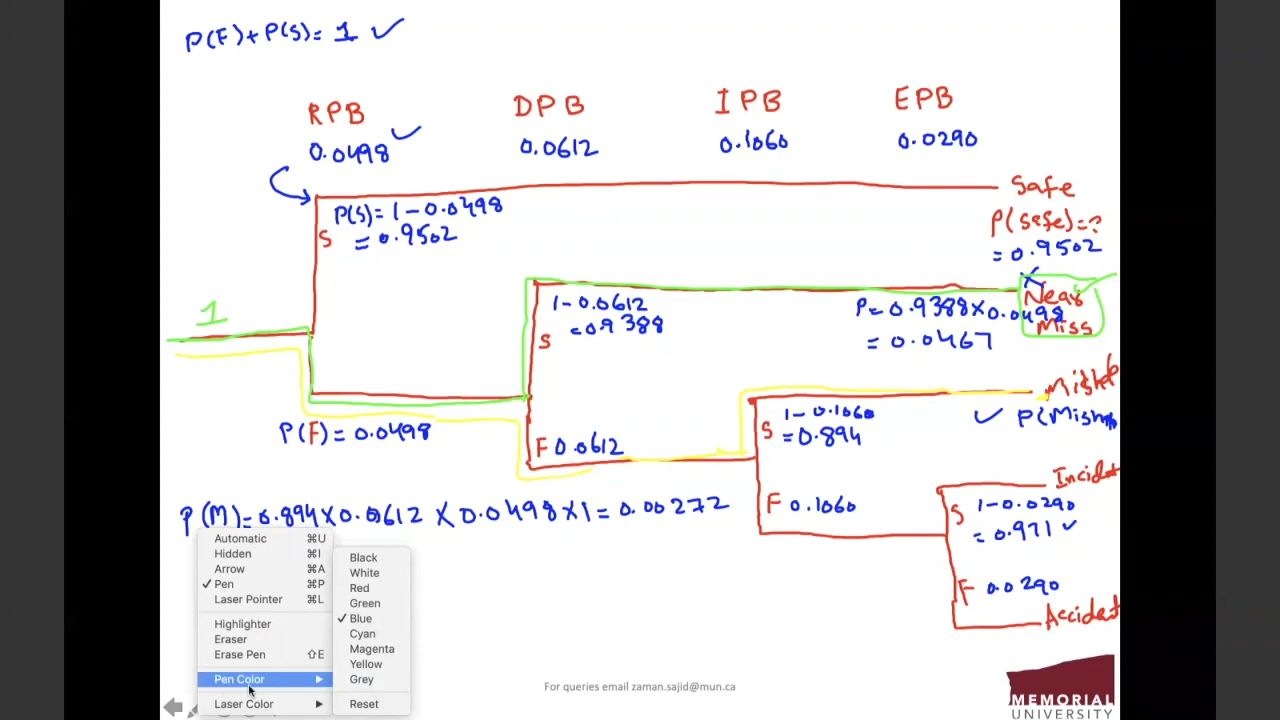 P(F)+P(S)= 1 ✓
RPB DPB IPB EPB
0.0498 ✓ 0.0612 0.1060 0.0290
Safe
P(S)= 1 - 0.0498
= 0.9502
S
P(safe)=?
= 0.9502
1
1 - 0.0612
= 0.9388
S
P= 0.9388 X 0.0498
= 0.0467
Near
Miss
P(F) = 0.0498
F 0.0612
1 - 0.1060
= 0.894
S
✓ P(Mish
F 0.1060
P(M)= 0.894 X 0.0612 X 0.0498 X 1 = 0.00272
S
1 - 0.0290
= 0.971 ✓
F 0.0290
Accident
Automatic ⌘U
Hidden ⌘I
Arrow ⌘A
✓ Pen ⌘P
Laser Pointer ⌘L
Highlighter
Eraser
Erase Pen ⇧E
Pen Color
Laser Color
Black
White
Red
Green
✓ Blue
Cyan
Magenta
Yellow
Grey
Reset
For queries email zaman.sajid@mun.ca
MEMORIAL
UNIVERSITY